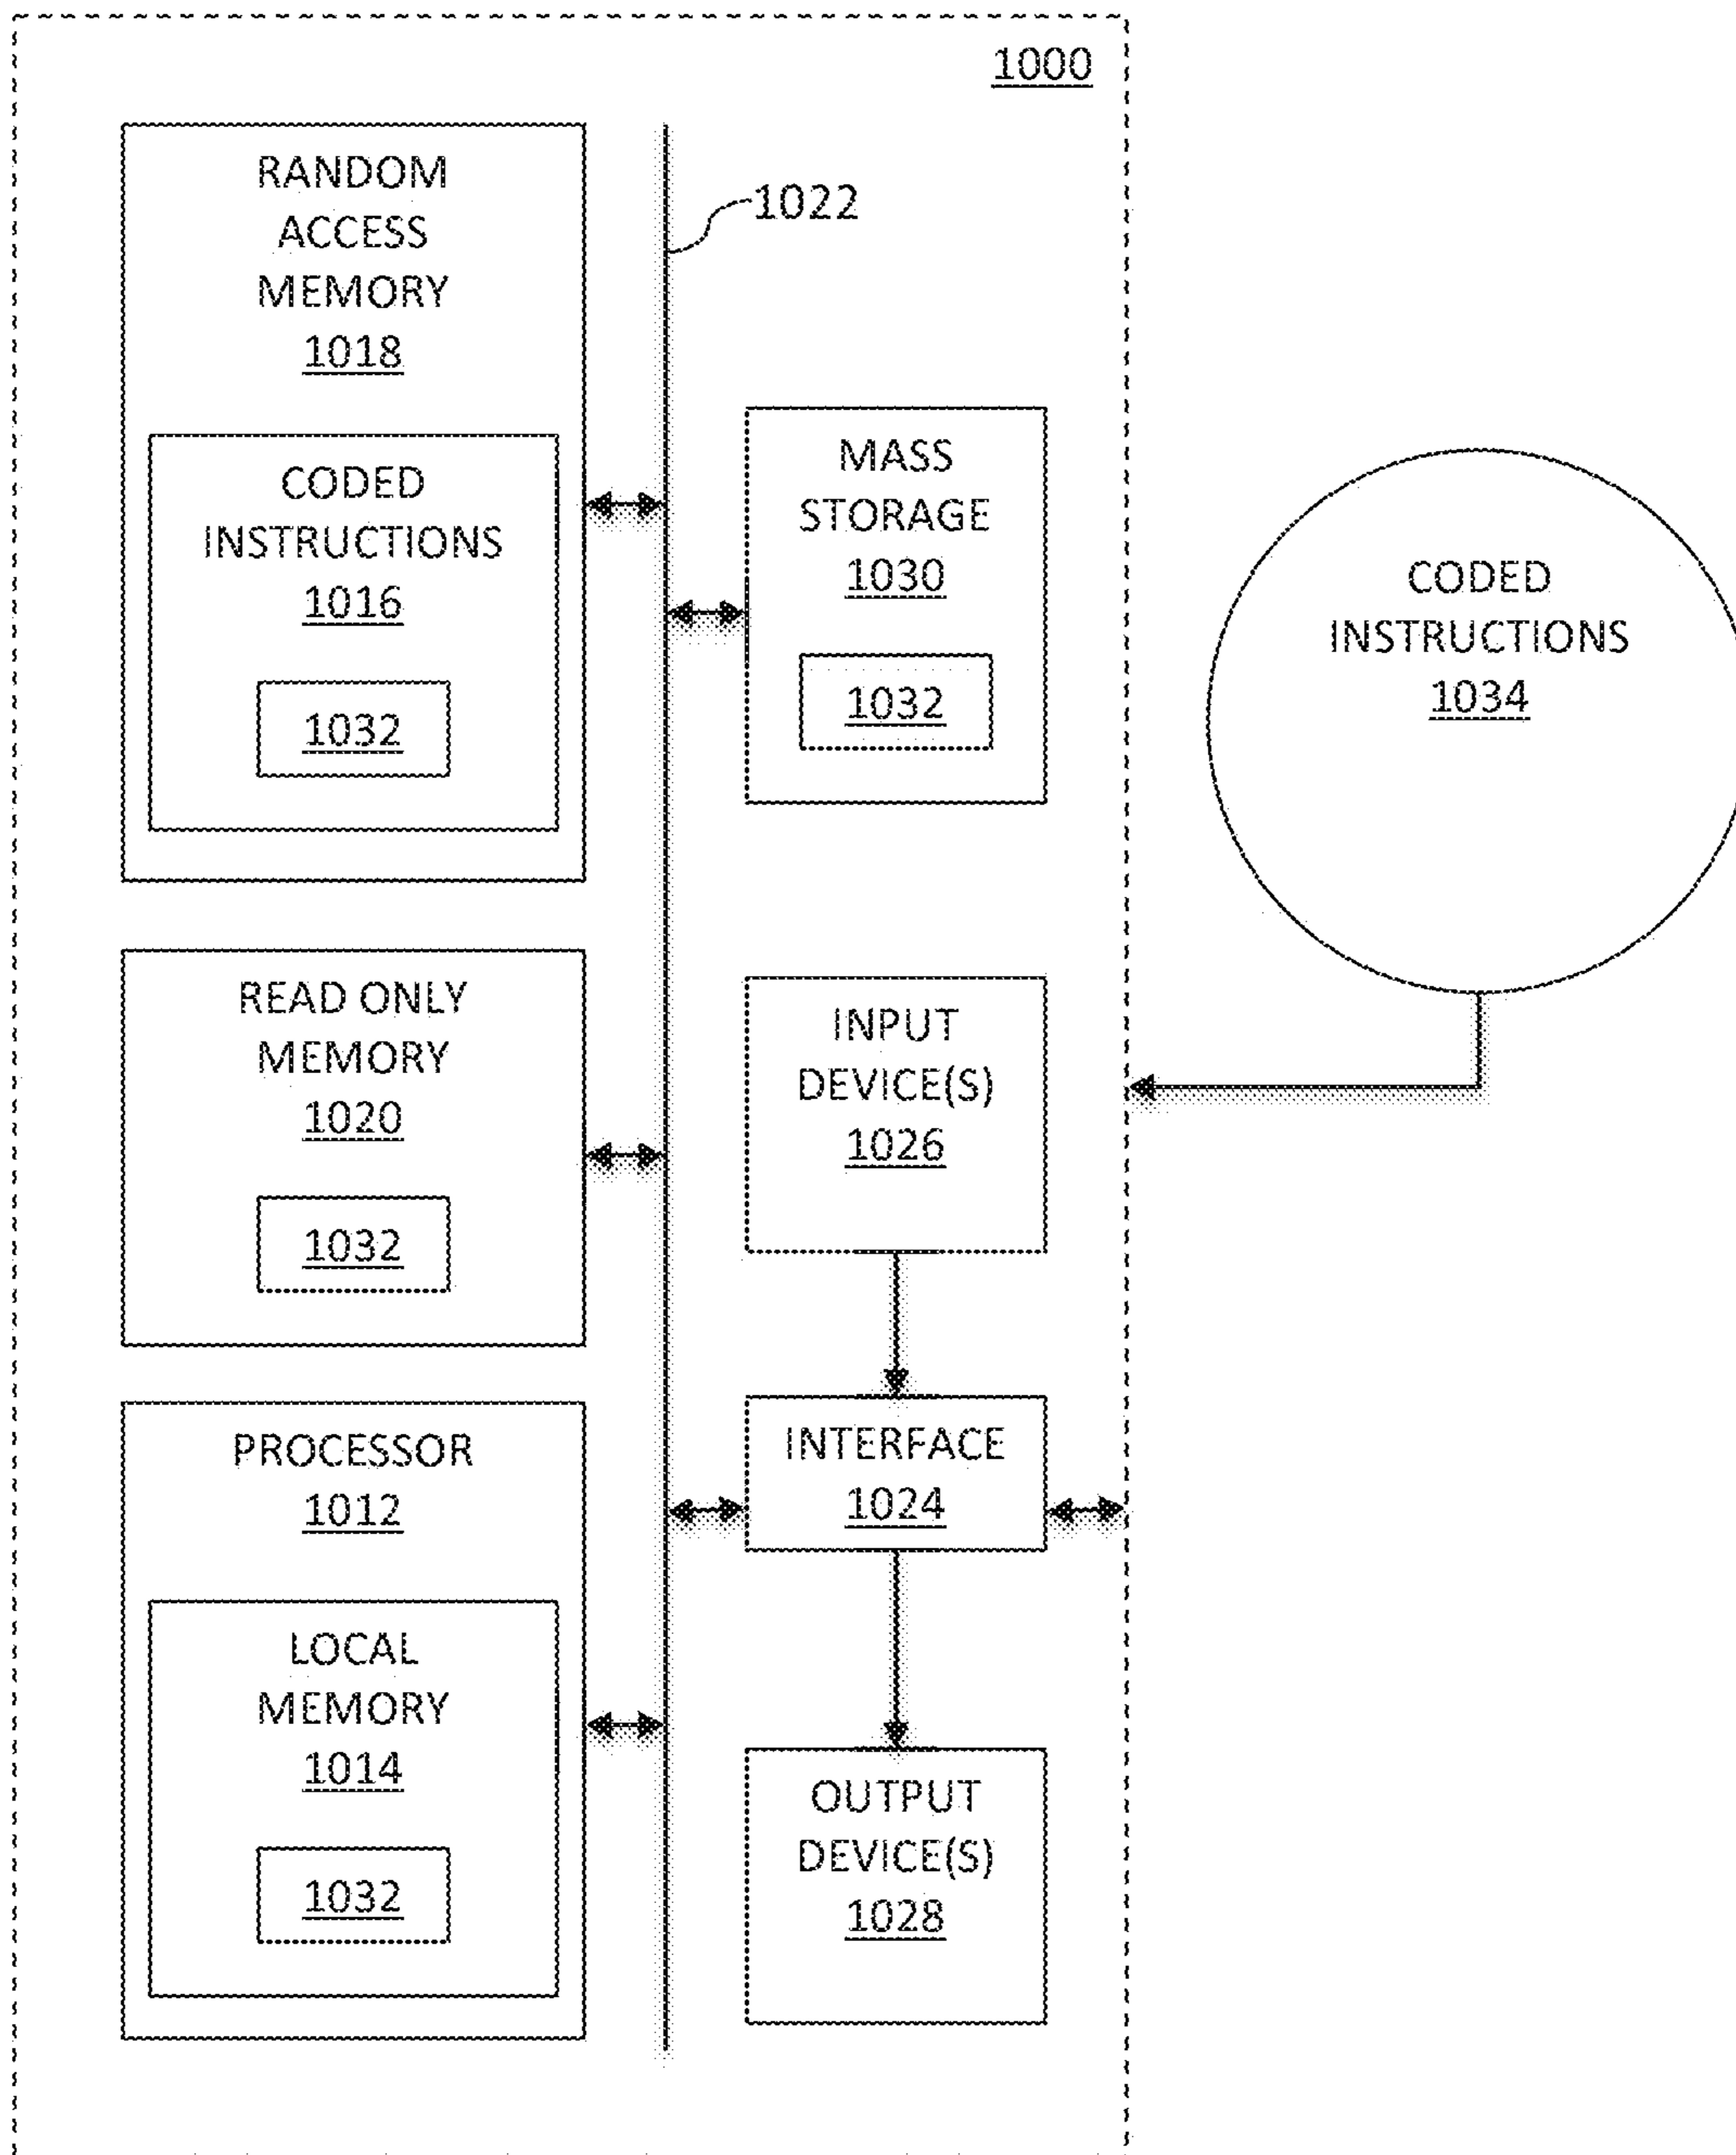 1000
RANDOM
ACCESS
MEMORY
1018
CODED
INSTRUCTIONS
1016
1032
1022
MASS
STORAGE
1030
1032
CODED
INSTRUCTIONS
1034
READ ONLY
MEMORY
1020
1032
INPUT
DEVICE(S)
1026
PROCESSOR
1012
LOCAL
MEMORY
1014
1032
INTERFACE
1024
OUTPUT
DEVICE(S)
1028